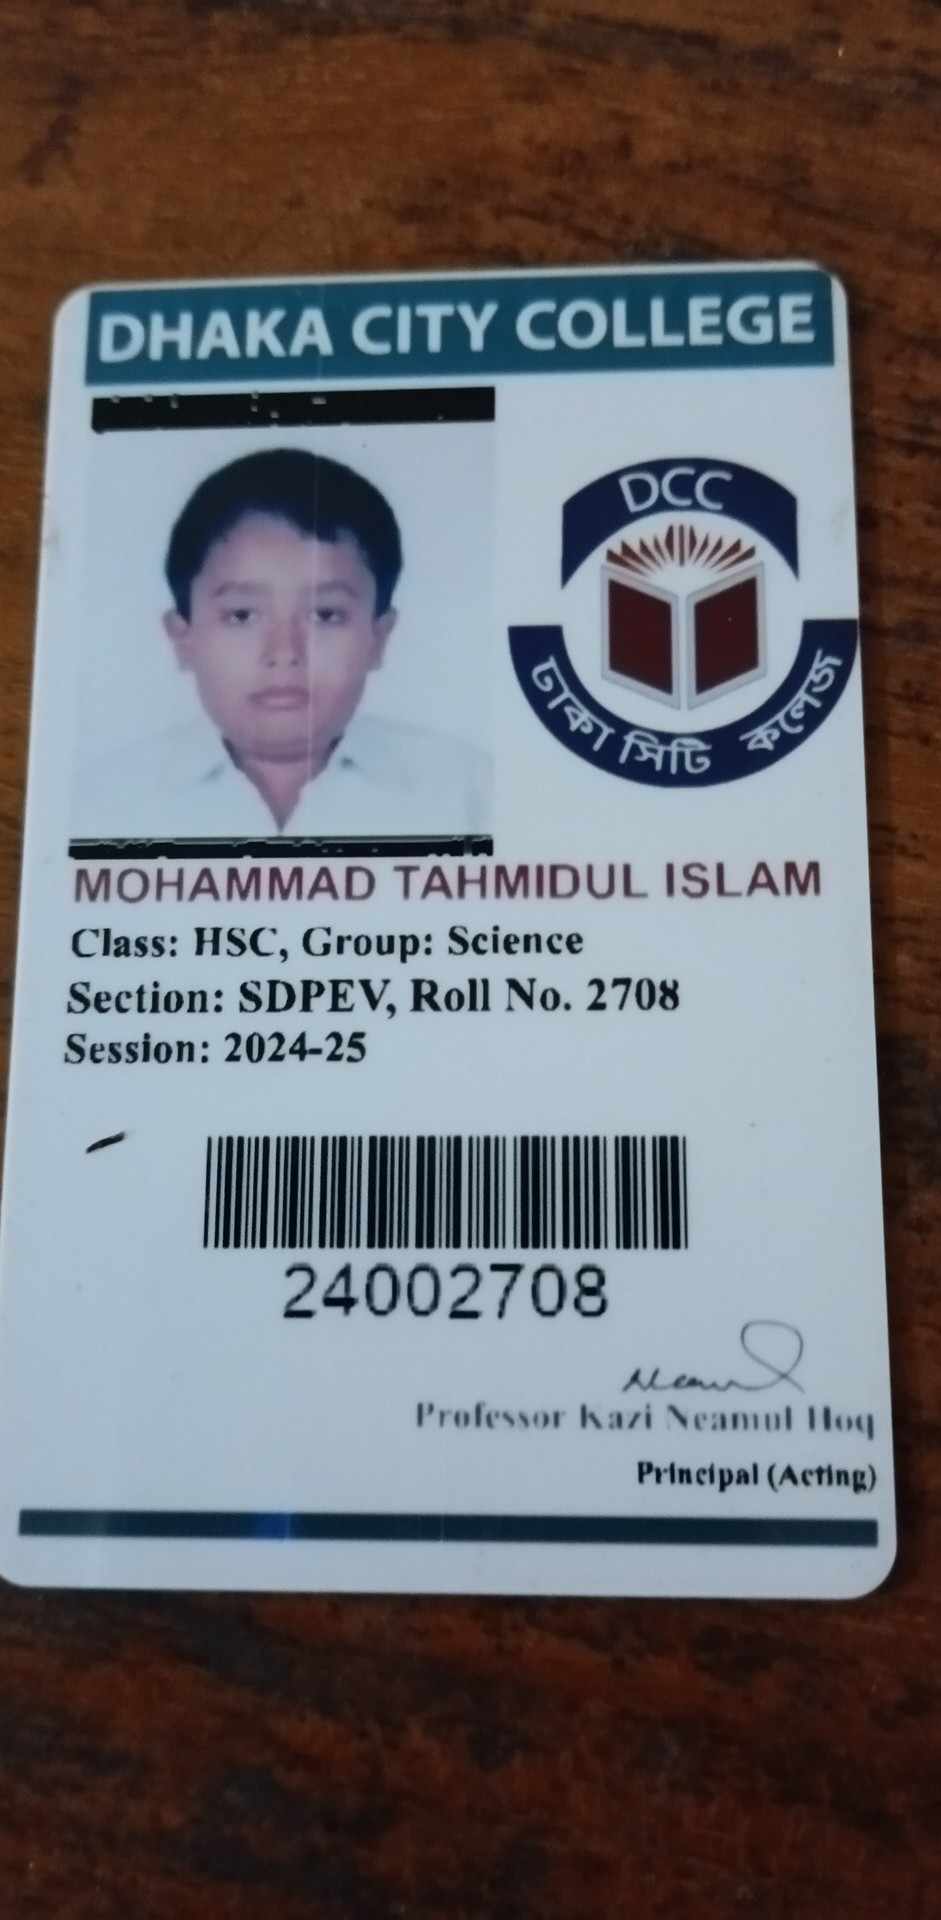 DHAKA CITY COLLEGE
DCC
ঢাকা সিটি কলেজ
MOHAMMAD TAHMIDUL ISLAM
Class: HSC, Group: Science
Section: SDPEV, Roll No. 2708
Session: 2024-25
24002708
Professor Kazi Neamul Hoq
Principal (Acting)